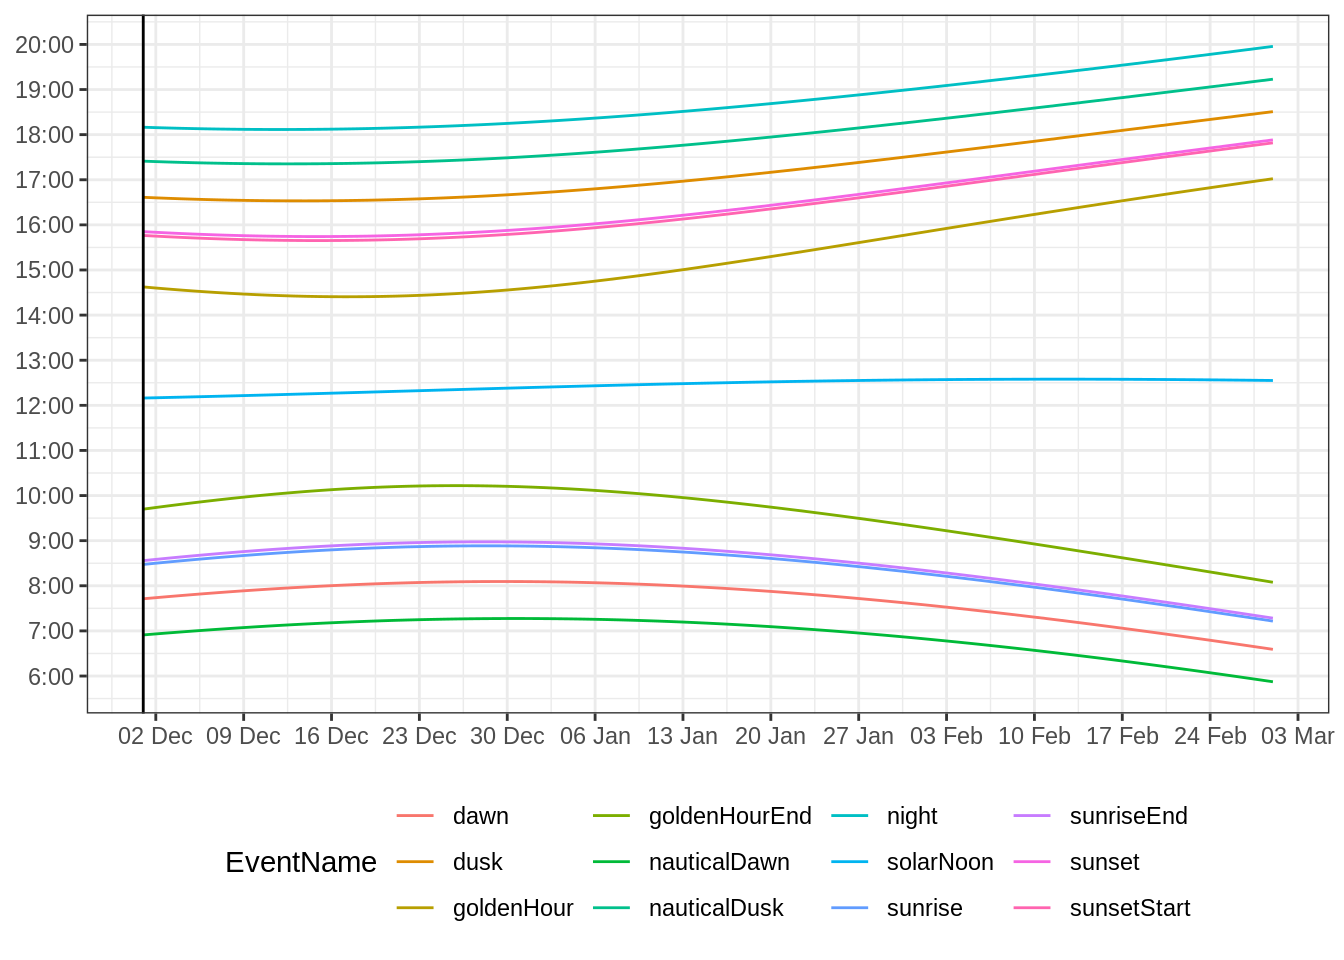 20:00
19:00
18:00
17:00
16:00
15:00
14:00
13:00
12:00
11:00
10:00
9:00
8:00
7:00
6:00
02 Dec 09 Dec 16 Dec 23 Dec 30 Dec 06 Jan 13 Jan 20 Jan 27 Jan 03 Feb 10 Feb 17 Feb 24 Feb 03 Mar
EventName
dawn
dusk
goldenHour
goldenHourEnd
nauticalDawn
nauticalDusk
night
solarNoon
sunrise
sunriseEnd
sunset
sunsetStart